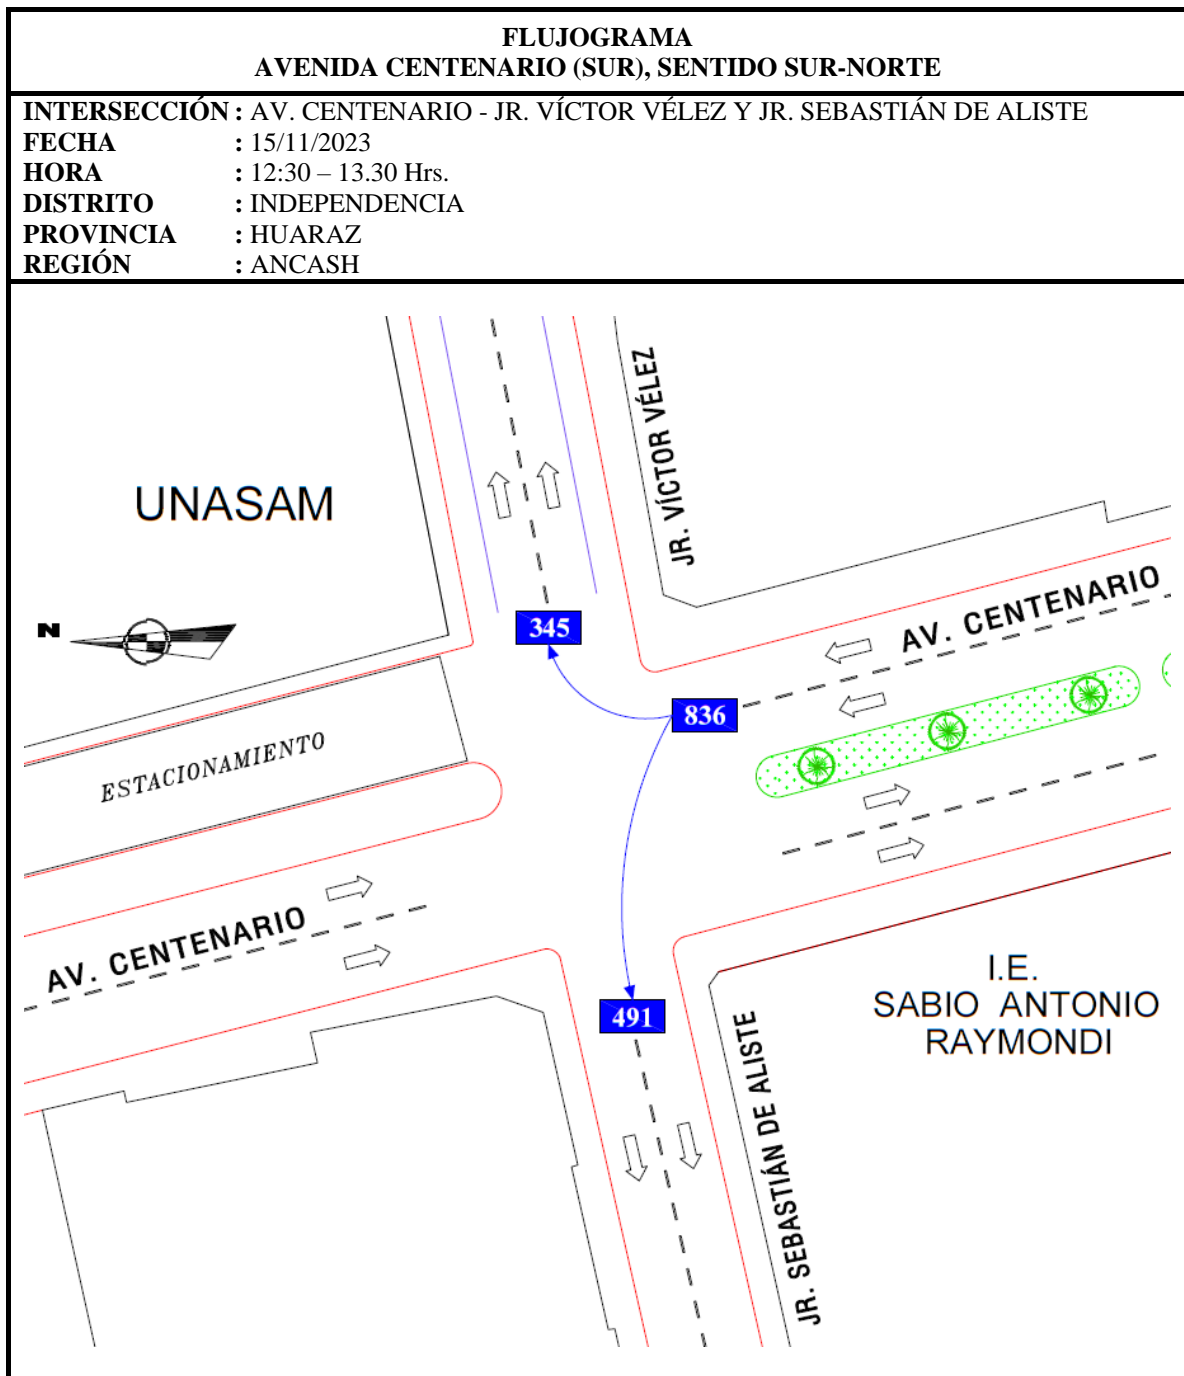 FLUJOGRAMA
AVENIDA CENTENARIO (SUR), SENTIDO SUR-NORTE
INTERSECCIÓN : AV. CENTENARIO - JR. VÍCTOR VÉLEZ Y JR. SEBASTIÁN DE ALISTE
FECHA : 15/11/2023
HORA : 12:30 – 13.30 Hrs.
DISTRITO : INDEPENDENCIA
PROVINCIA : HUARAZ
REGIÓN : ANCASH
JR. VÍCTOR VÉLEZ
UNASAM
AV. CENTENARIO
N
345
836
ESTACIONAMIENTO
AV. CENTENARIO
491
I.E.
SABIO ANTONIO
RAYMONDI
JR. SEBASTIÁN DE ALISTE